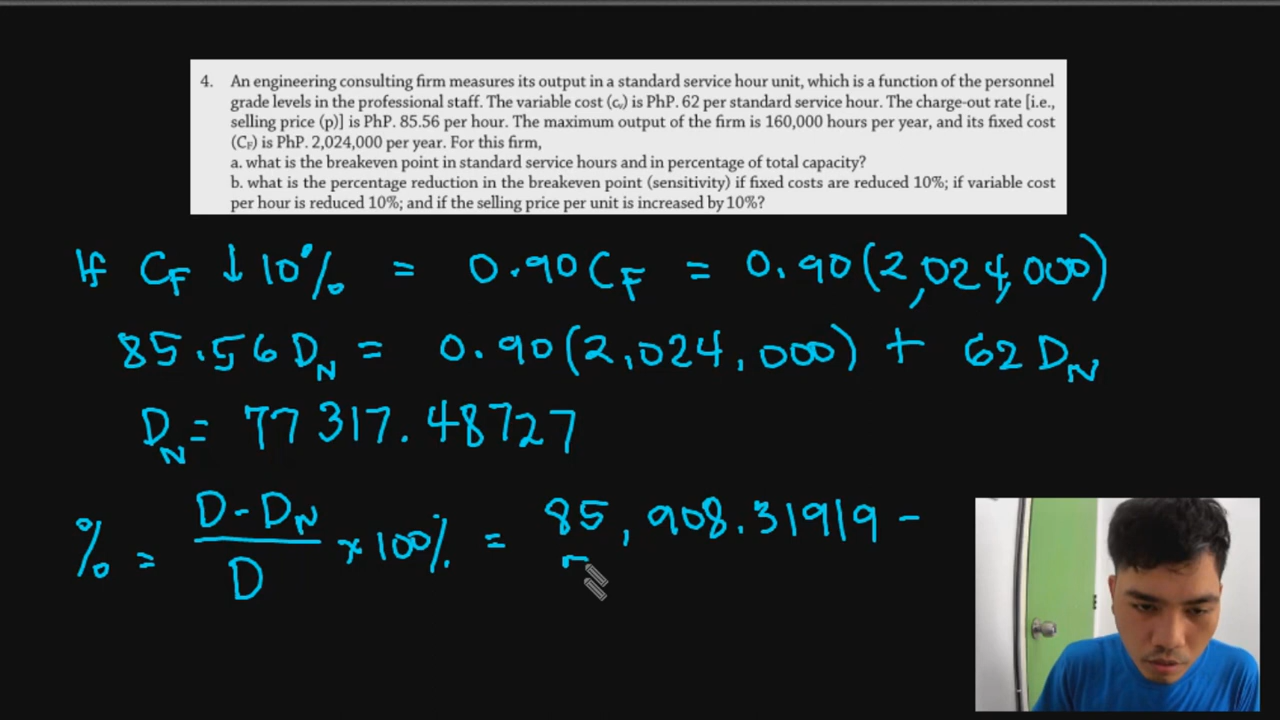 4. An engineering consulting firm measures its output in a standard service hour unit, which is a function of the personnel
grade levels in the professional staff. The variable cost (cᵥ) is PhP. 62 per standard service hour. The charge-out rate [i.e.,
selling price (p)] is PhP. 85.56 per hour. The maximum output of the firm is 160,000 hours per year, and its fixed cost
(C_F) is PhP. 2,024,000 per year. For this firm,
a. what is the breakeven point in standard service hours and in percentage of total capacity?
b. what is the percentage reduction in the breakeven point (sensitivity) if fixed costs are reduced 10%; if variable cost
per hour is reduced 10%; and if the selling price per unit is increased by 10%?
If C_F ↓ 10% = 0.90 C_F = 0.90(2,024,000)
85.56 D_N = 0.90(2,024,000) + 62 D_N
D_N = 77317.48727
% = (D - D_N)/D × 100% = 85,908.31919 -